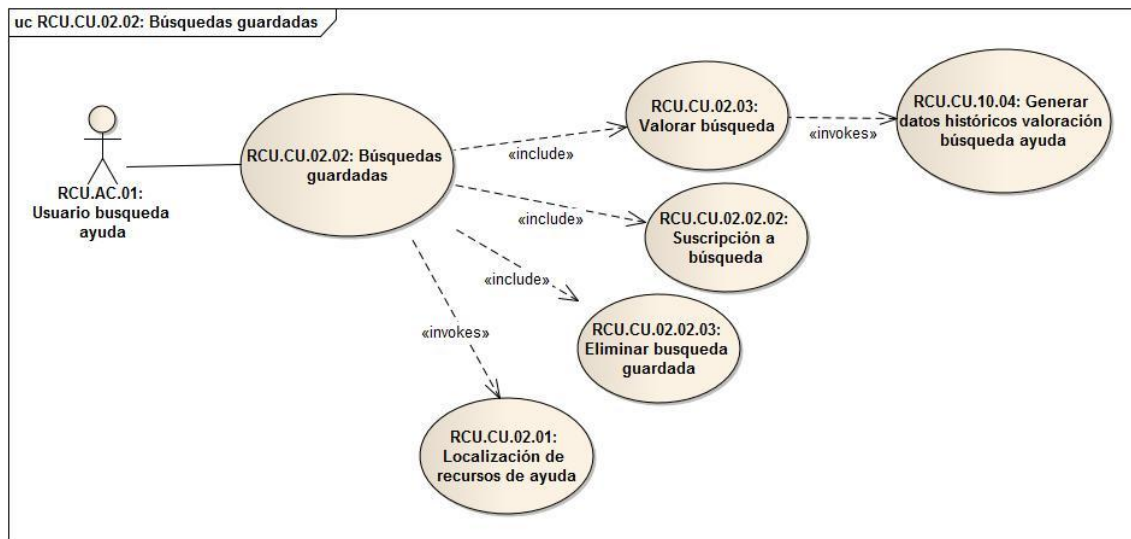 uc RCU.CU.02.02: Búsquedas guardadas
RCU.AC.01:
Usuario busqueda
ayuda
RCU.CU.02.02: Búsquedas
guardadas
«include»
RCU.CU.02.03:
Valorar búsqueda
«invokes»
RCU.CU.10.04: Generar
datos históricos valoración
búsqueda ayuda
«include»
RCU.CU.02.02.02:
Suscripción a
búsqueda
«include»
RCU.CU.02.02.03:
Eliminar busqueda
guardada
«invokes»
RCU.CU.02.01:
Localización de
recursos de ayuda